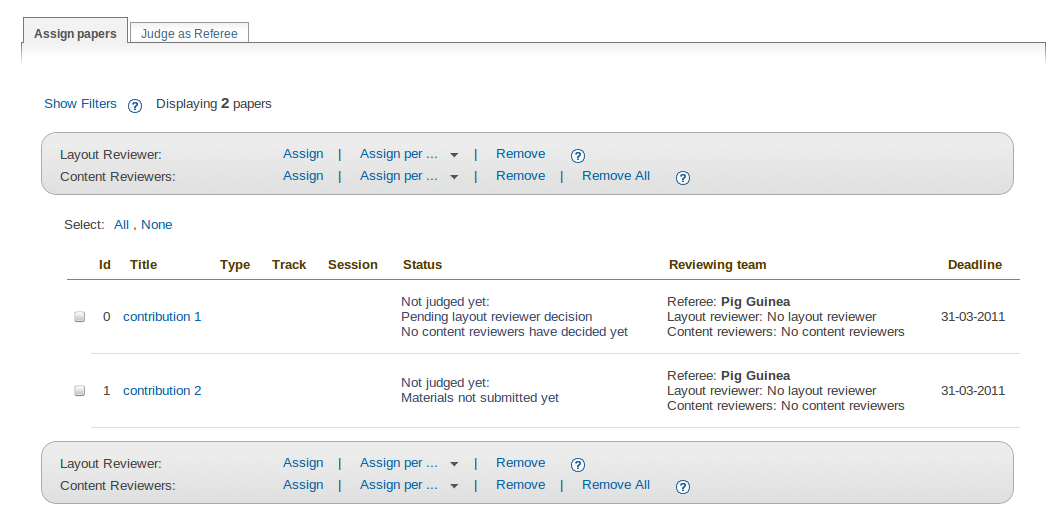 Assign papers Judge as Referee
Show Filters ? Displaying 2 papers
Layout Reviewer: Assign | Assign per ... | Remove ?
Content Reviewers: Assign | Assign per ... | Remove | Remove All ?
Select: All , None
Id Title Type Track Session Status Reviewing team Deadline
Not judged yet: Referee: Pig Guinea
0 contribution 1 Pending layout reviewer decision Layout reviewer: No layout reviewer 31-03-2011
No content reviewers have decided yet Content reviewers: No content reviewers
Referee: Pig Guinea
Not judged yet:
1 contribution 2 Layout reviewer: No layout reviewer 31-03-2011
Materials not submitted yet
Content reviewers: No content reviewers
Layout Reviewer: Assign | Assign per ... | Remove ?
Content Reviewers: Assign | Assign per ... | Remove | Remove All ?